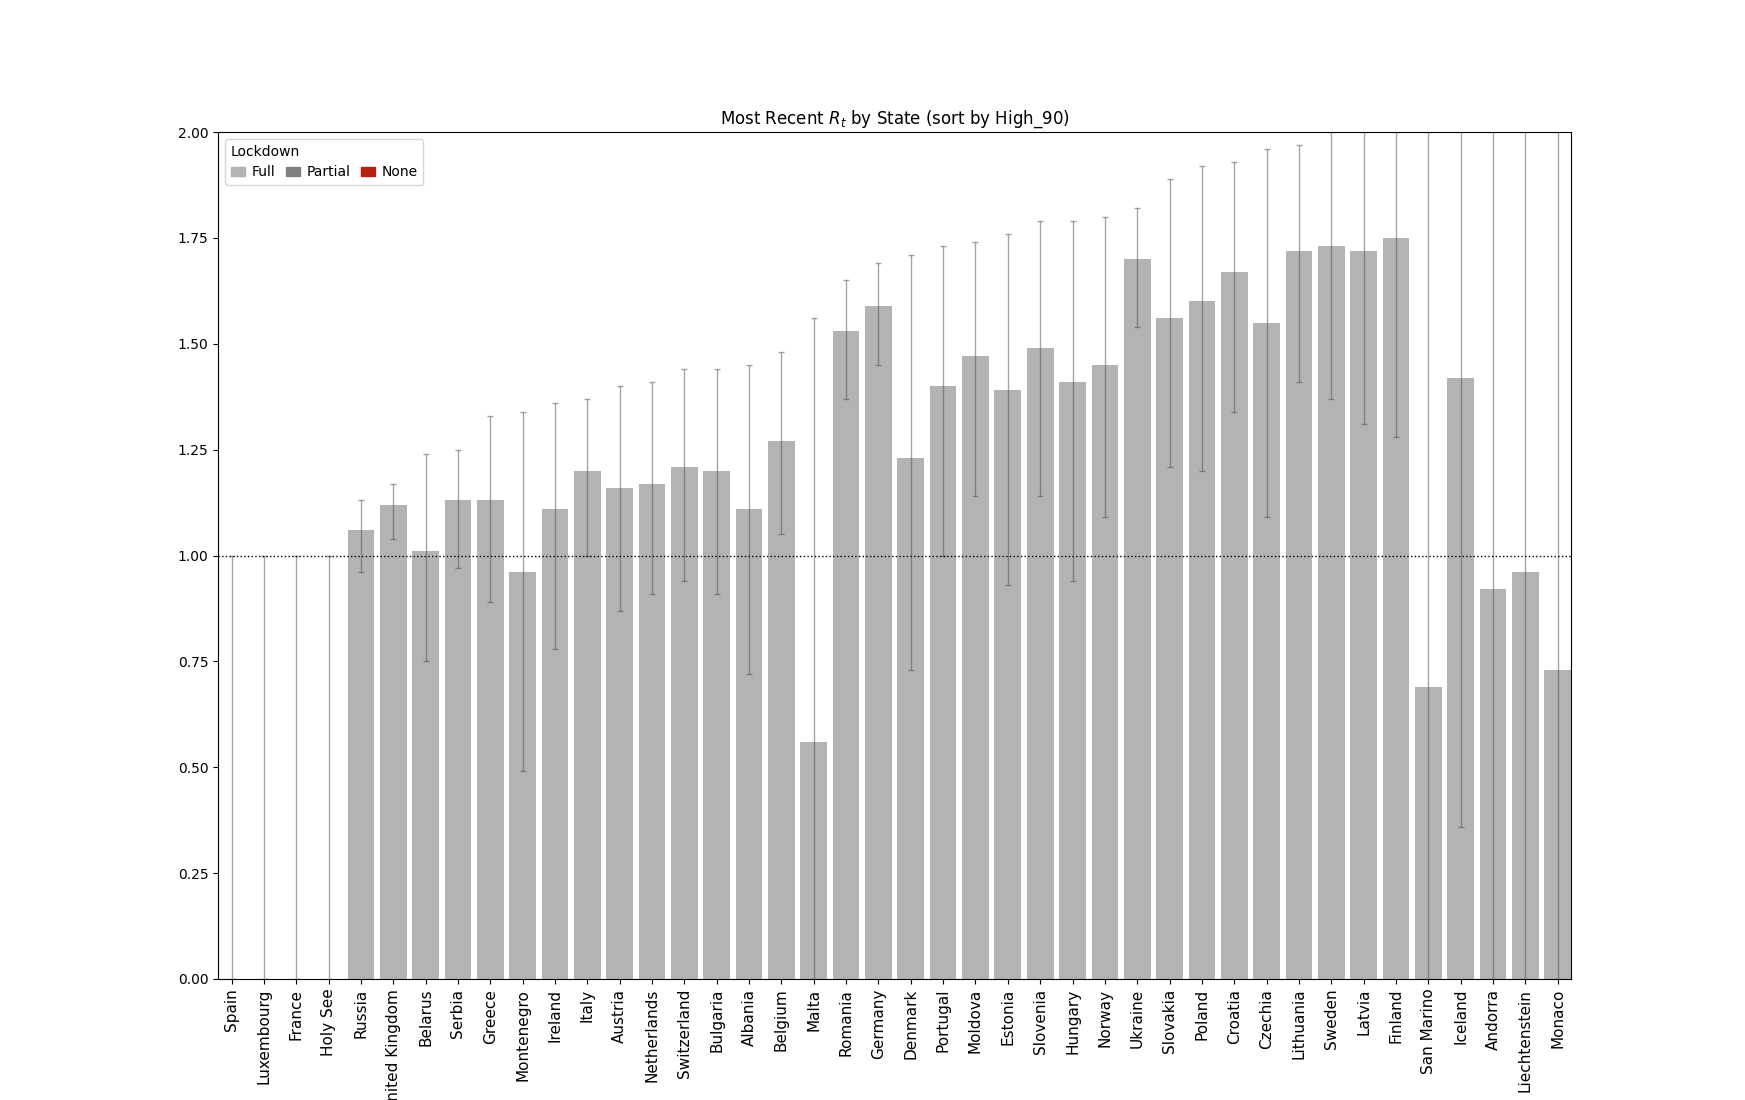 Most Recent R_t by State (sort by High_90)
Lockdown
Full Partial None
2.00
1.75
1.50
1.25
1.00
0.75
0.50
0.25
0.00
Spain
Luxembourg
France
Holy See
Russia
nited Kingdom
Belarus
Serbia
Greece
Montenegro
Ireland
Italy
Austria
Netherlands
Switzerland
Bulgaria
Albania
Belgium
Malta
Romania
Germany
Denmark
Portugal
Moldova
Estonia
Slovenia
Hungary
Norway
Ukraine
Slovakia
Poland
Croatia
Czechia
Lithuania
Sweden
Latvia
Finland
San Marino
Iceland
Andorra
Liechtenstein
Monaco